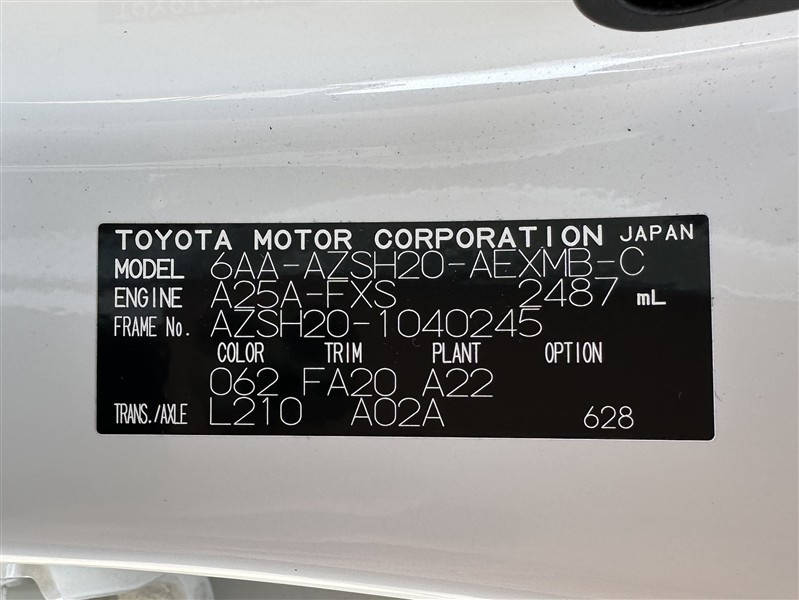 TOYOTA MOTOR CORPORATION JAPAN
MODEL 6AA-AZSH20-AEXMB-C
ENGINE A25A-FXS 2487 mL
FRAME No. AZSH20-1040245
COLOR TRIM PLANT OPTION
062 FA20 A22
TRANS./AXLE L210 A02A 628